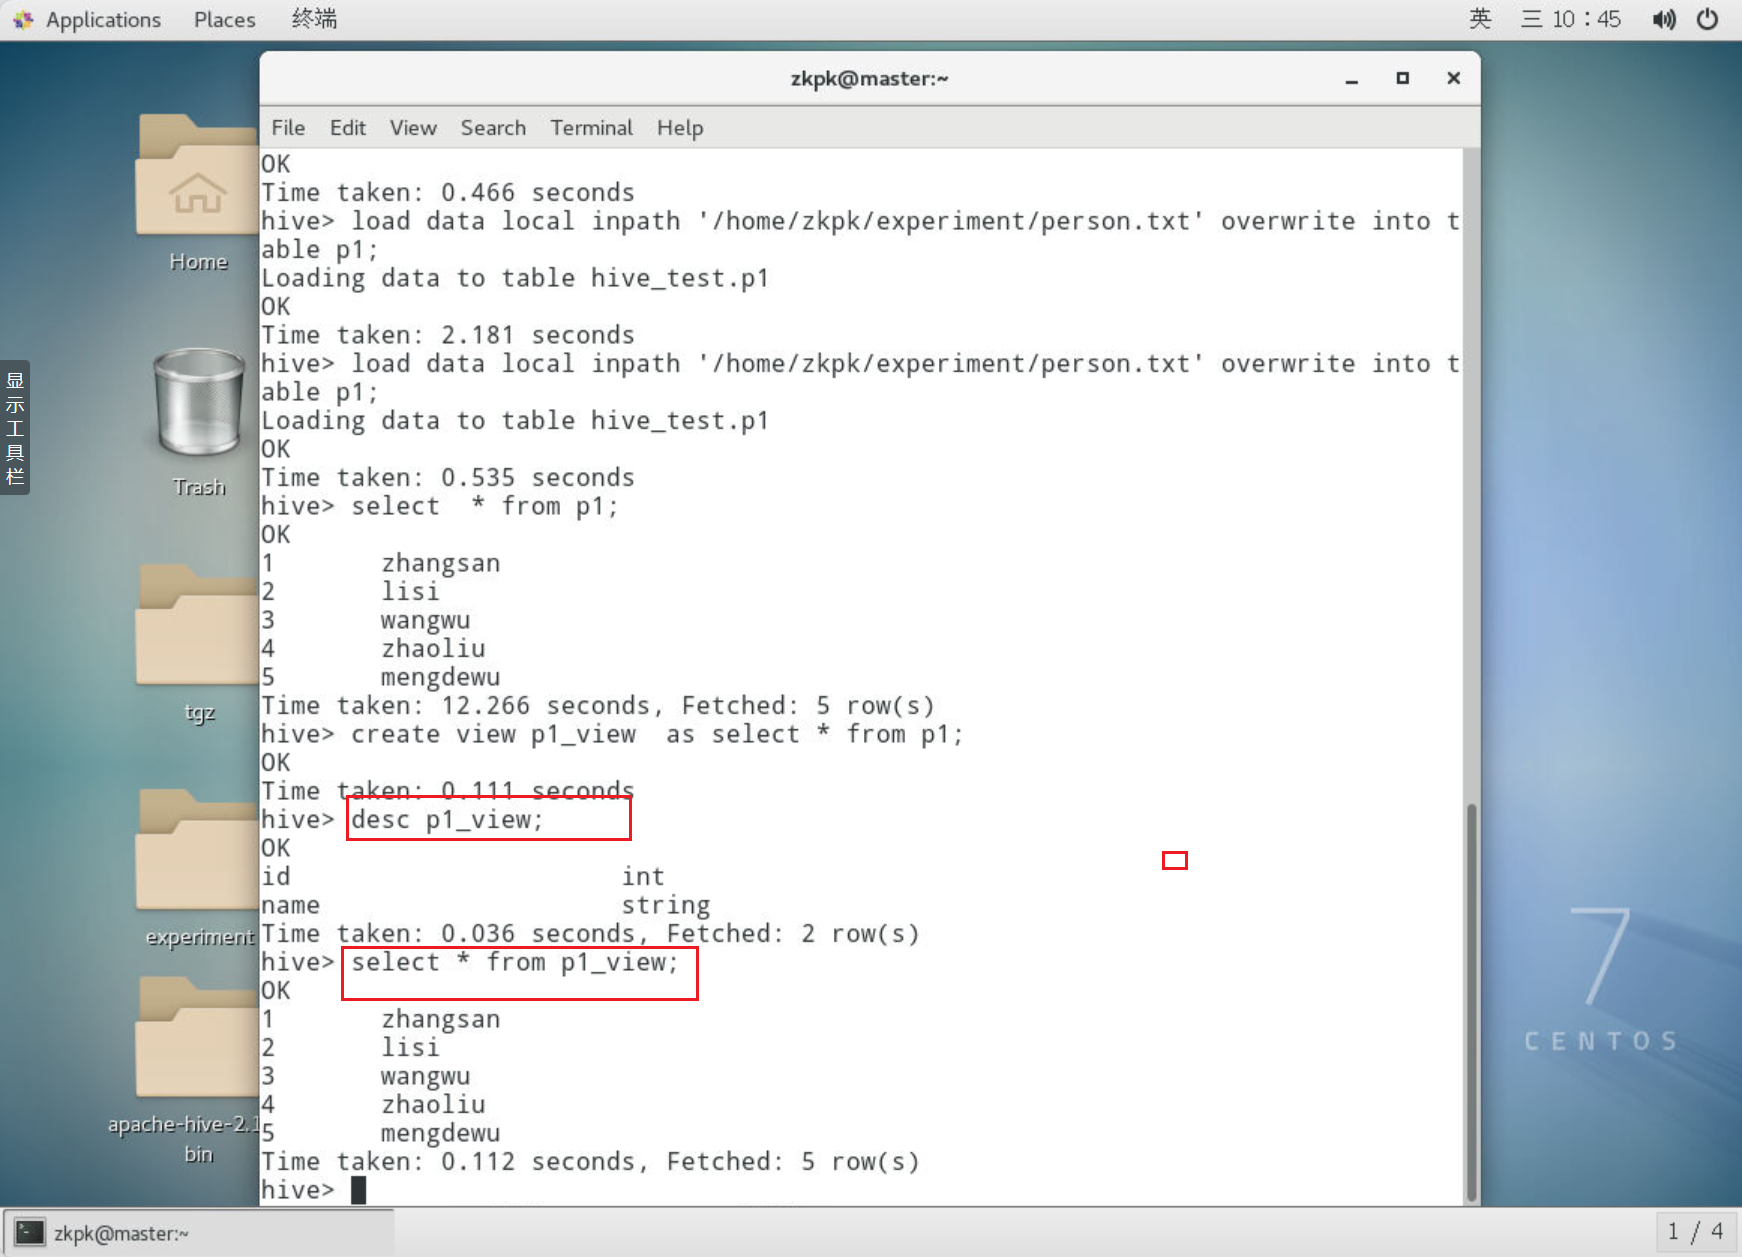 Applications Places 终端 英 三 10:45
zkpk@master:~
File Edit View Search Terminal Help
OK
Time taken: 0.466 seconds
hive> load data local inpath '/home/zkpk/experiment/person.txt' overwrite into t
able p1;
Loading data to table hive_test.p1
OK
Time taken: 2.181 seconds
hive> load data local inpath '/home/zkpk/experiment/person.txt' overwrite into t
able p1;
Loading data to table hive_test.p1
OK
Time taken: 0.535 seconds
hive> select  * from p1;
OK
1 zhangsan
2 lisi
3 wangwu
4 zhaoliu
5 mengdewu
Time taken: 12.266 seconds, Fetched: 5 row(s)
hive> create view p1_view  as select * from p1;
OK
Time taken: 0.111 seconds
hive> desc p1_view;
OK
id int
name string
Time taken: 0.036 seconds, Fetched: 2 row(s)
hive> select * from p1_view;
OK
1 zhangsan
2 lisi
3 wangwu
4 zhaoliu
5 mengdewu
Time taken: 0.112 seconds, Fetched: 5 row(s)
hive>
Home
Trash
tgz
experiment
apache-hive-2.1
bin
显示工具栏
7
CENTOS
zkpk@master:~
1 / 4